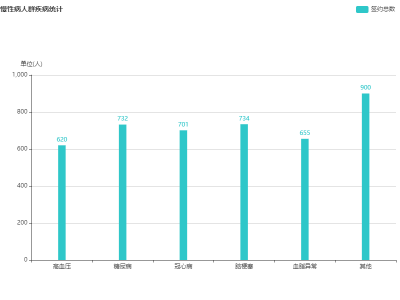 慢性病人群疾病统计
签约总数
单位(人)
1,000
800
600
400
200
0
620
732
701
734
655
900
高血压
糖尿病
冠心病
脑梗塞
血脂异常
其他